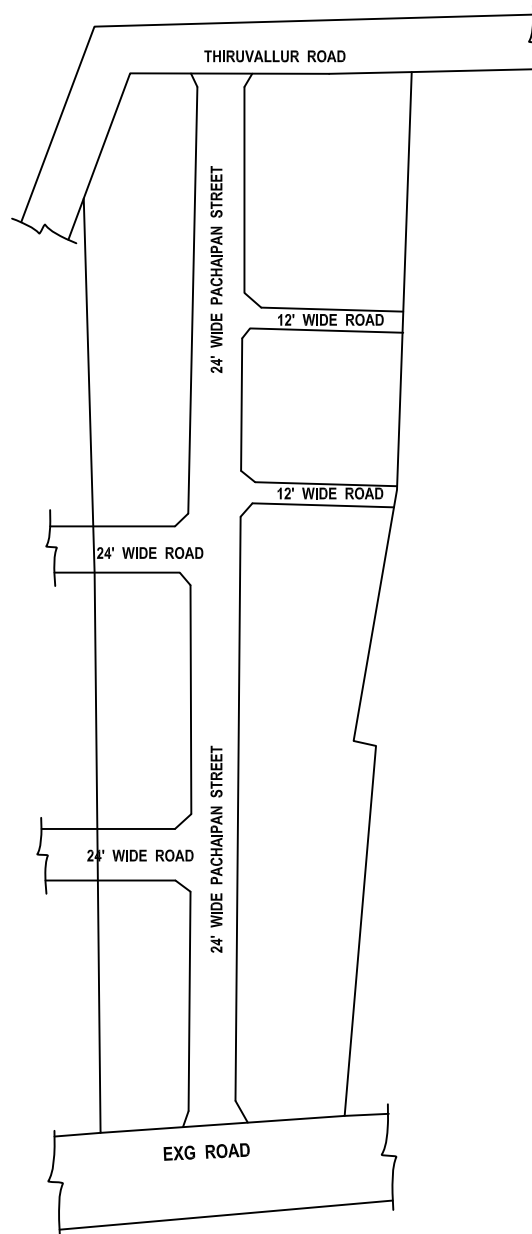 THIRUVALLUR ROAD
24' WIDE PACHAIPAN STREET
12' WIDE ROAD
12' WIDE ROAD
24' WIDE ROAD
24' WIDE PACHAIPAN STREET
24' WIDE ROAD
EXG ROAD